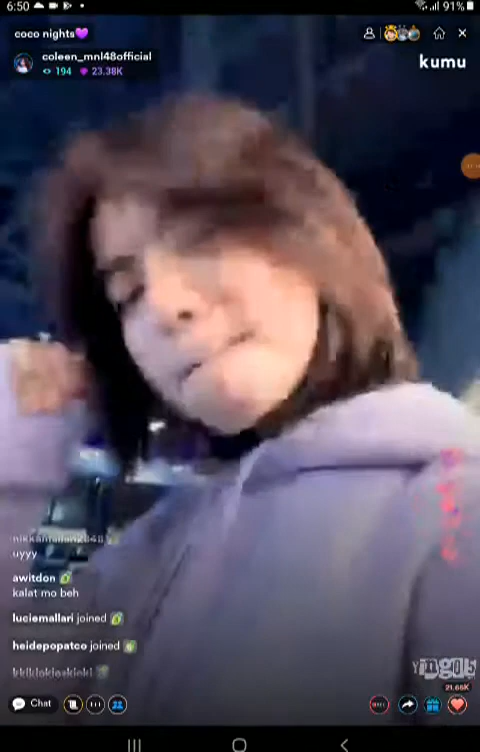 6:50
91%
coco nights💜
coleen_mnl48official
194 23.38K
kumu
uyyy
awitdon
kalat mo beh
luciemallari joined
heidepopatco joined
Chat
21.66K